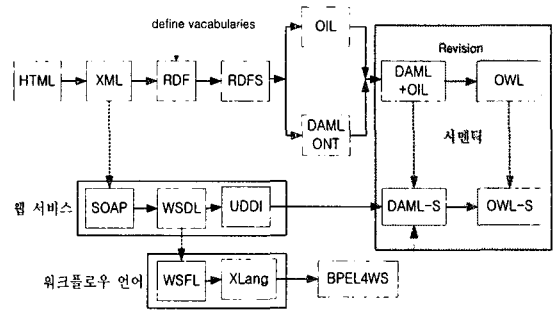 define vacabularies
OIL
Revision
HTML
XML
RDF
RDFS
DAML
+OIL
OWL
DAML
ONT
시멘틱
웹 서비스
SOAP
WSDL
UDDI
DAML-S
OWL-S
워크플로우 언어
WSFL
XLang
BPEL4WS